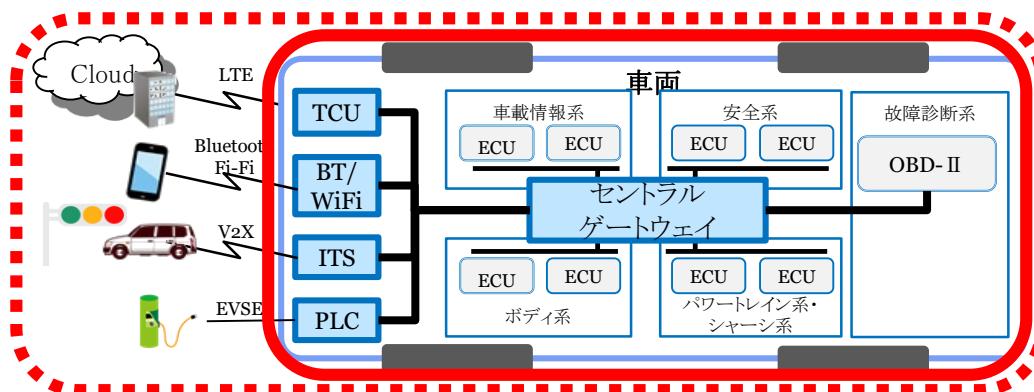 Cloud
LTE
Bluetoot
Fi-Fi
V2X
EVSE
車両
TCU
BT/
WiFi
ITS
PLC
車載情報系
ECU
ECU
安全系
ECU
ECU
故障診断系
OBD-Ⅱ
セントラル
ゲートウェイ
ECU
ECU
ボディ系
ECU
ECU
パワートレイン系・
シャーシ系